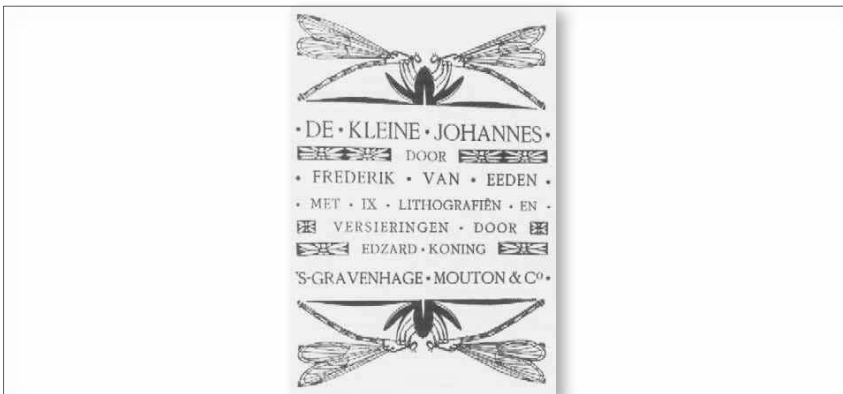 • DE • KLEINE • JOHANNES •
DOOR
• FREDERIK • VAN • EEDEN •
• MET • IX • LITHOGRAFIËN • EN •
VERSIERINGEN • DOOR
EDZARD • KONING
'S-GRAVENHAGE • MOUTON & Co •